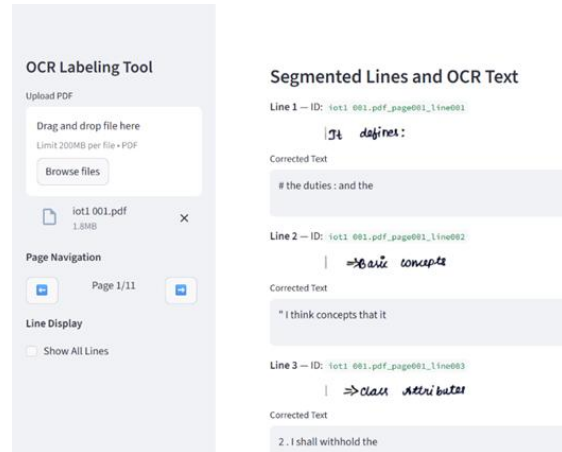 OCR Labeling Tool
Upload PDF
Drag and drop file here
Limit 200MB per file • PDF
Browse files
iot1 001.pdf
1.8MB
Page Navigation
Page 1/11
Line Display
Show All Lines
Segmented Lines and OCR Text
Line 1 — ID: iot1 001.pdf_page001_line001
It defines:
Corrected Text
# the duties : and the
Line 2 — ID: iot1 001.pdf_page001_line002
⇒Basic concepts
Corrected Text
" I think concepts that it
Line 3 — ID: iot1 001.pdf_page001_line003
⇒class Attributes
Corrected Text
2 . I shall withhold the